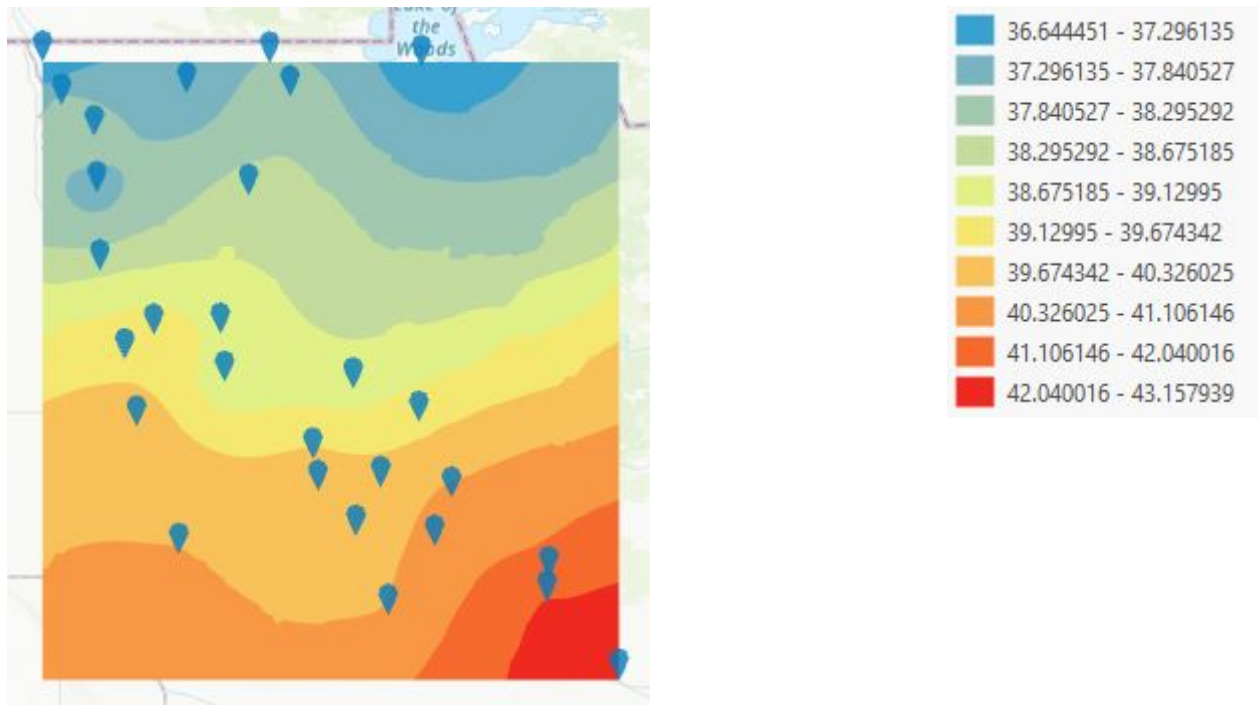 Lake of
the
Woods
36.644451 - 37.296135
37.296135 - 37.840527
37.840527 - 38.295292
38.295292 - 38.675185
38.675185 - 39.12995
39.12995 - 39.674342
39.674342 - 40.326025
40.326025 - 41.106146
41.106146 - 42.040016
42.040016 - 43.157939